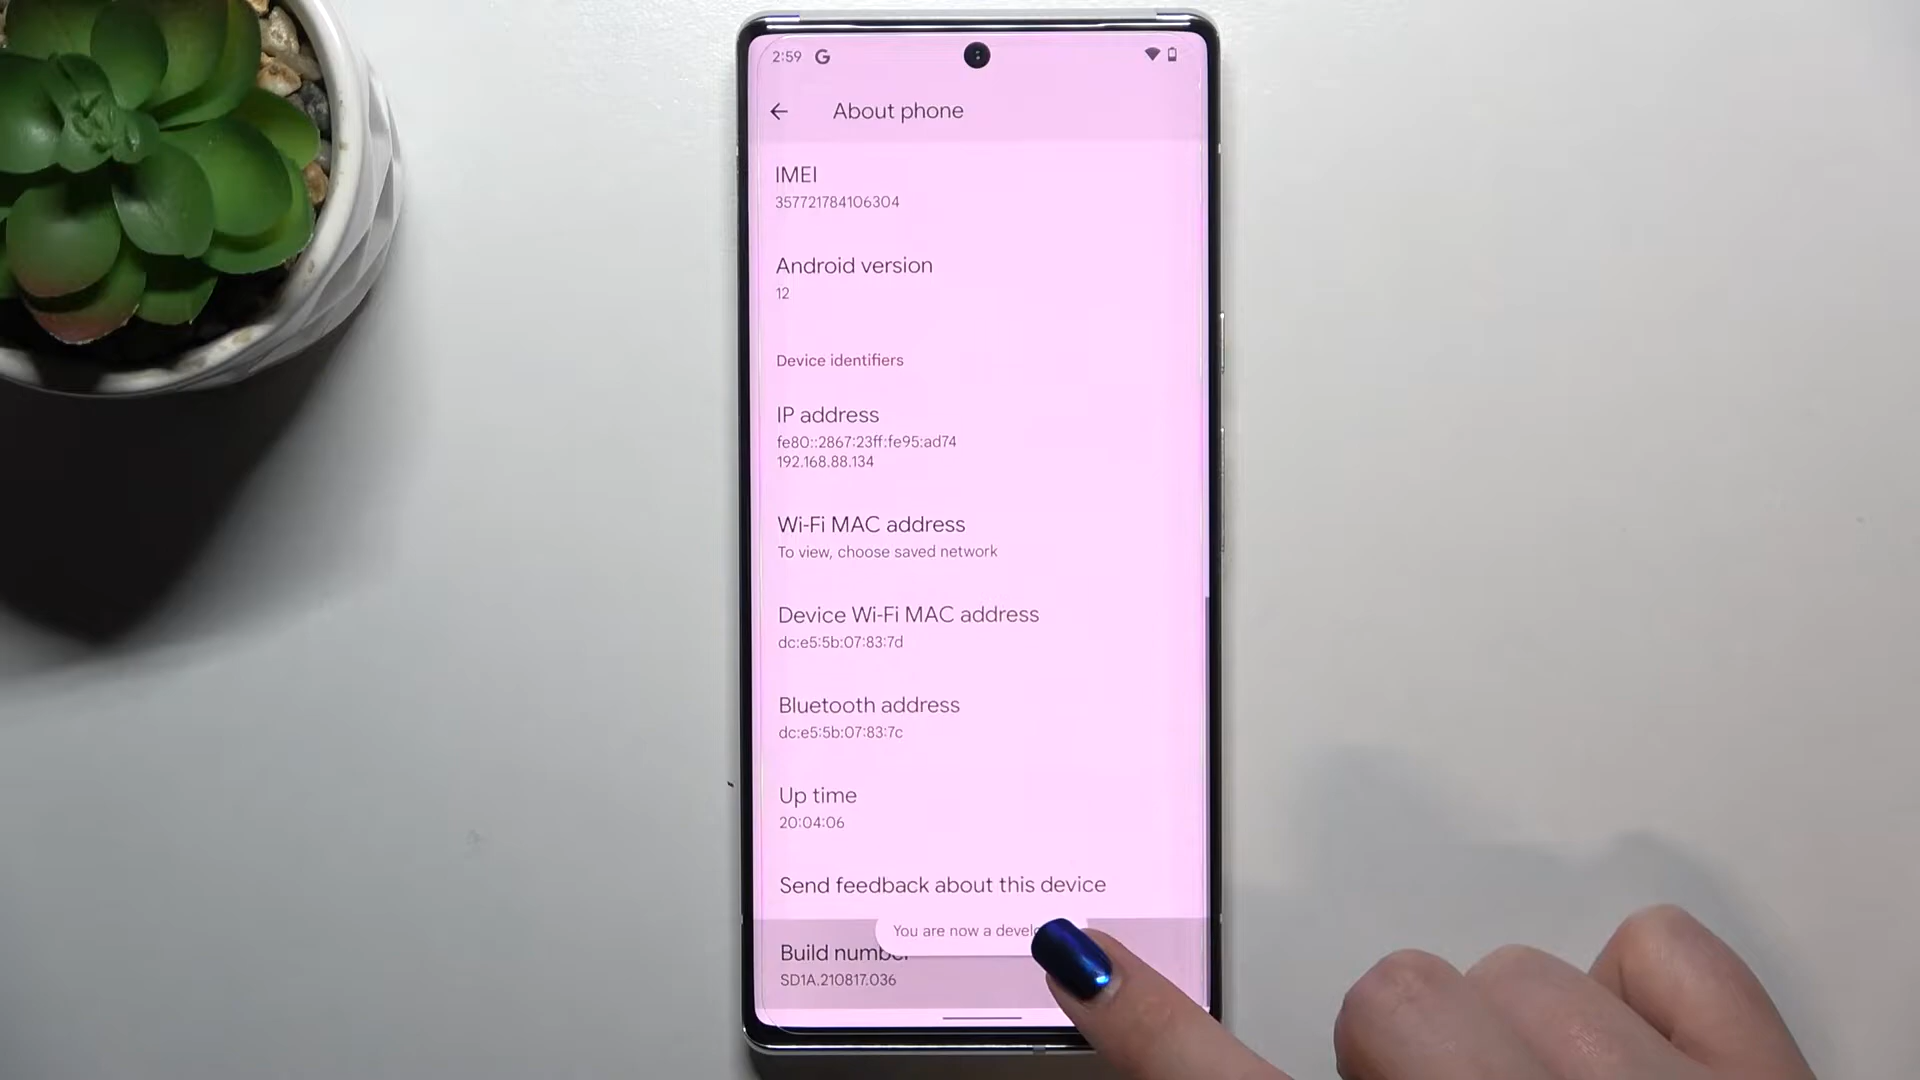 2:59 G
About phone
IMEI
357721784106304
Android version
12
Device identifiers
IP address
fe80::2867:23ff:fe95:ad74
192.168.88.134
Wi-Fi MAC address
To view, choose saved network
Device Wi-Fi MAC address
dc:e5:5b:07:83:7d
Bluetooth address
dc:e5:5b:07:83:7c
Up time
20:04:06
Send feedback about this device
You are now a develo
Build number
SD1A.210817.036